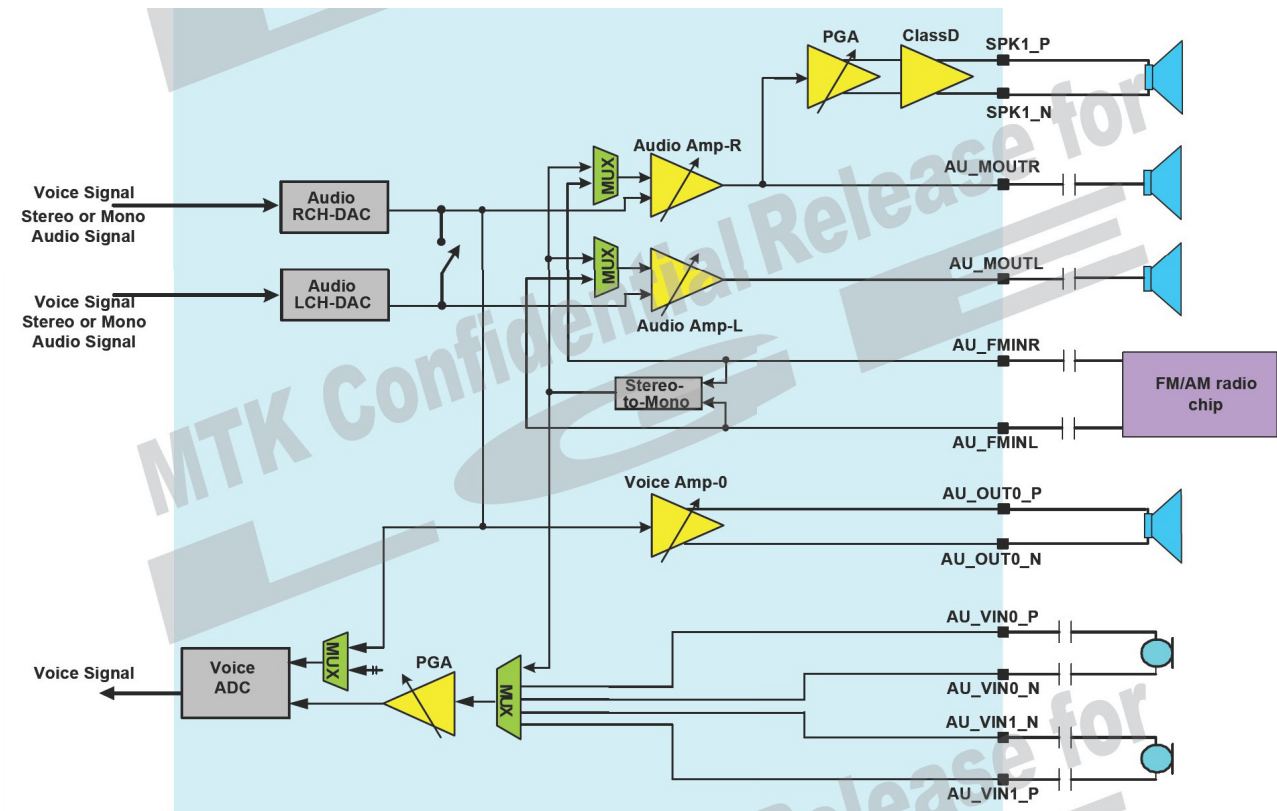 PGA
ClassD
SPK1_P
SPK1_N
Audio Amp-R
MUX
AU_MOUTR
Voice Signal
Stereo or Mono
Audio Signal
Audio
RCH-DAC
MUX
AU_MOUTL
Audio
LCH-DAC
Voice Signal
Stereo or Mono
Audio Signal
Audio Amp-L
AU_FMINR
Stereo-
to-Mono
FM/AM radio
chip
AU_FMINL
Voice Amp-0
AU_OUT0_P
AU_OUT0_N
AU_VIN0_P
Voice Signal
Voice
ADC
MUX
PGA
MUX
AU_VIN0_N
AU_VIN1_N
AU_VIN1_P
MTK Confidential Release for
ease for